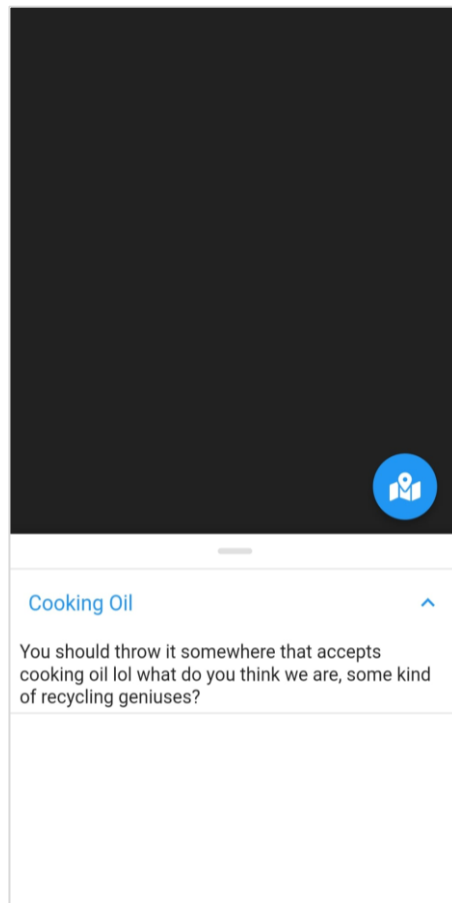 Cooking Oil
You should throw it somewhere that accepts
cooking oil lol what do you think we are, some kind
of recycling geniuses?